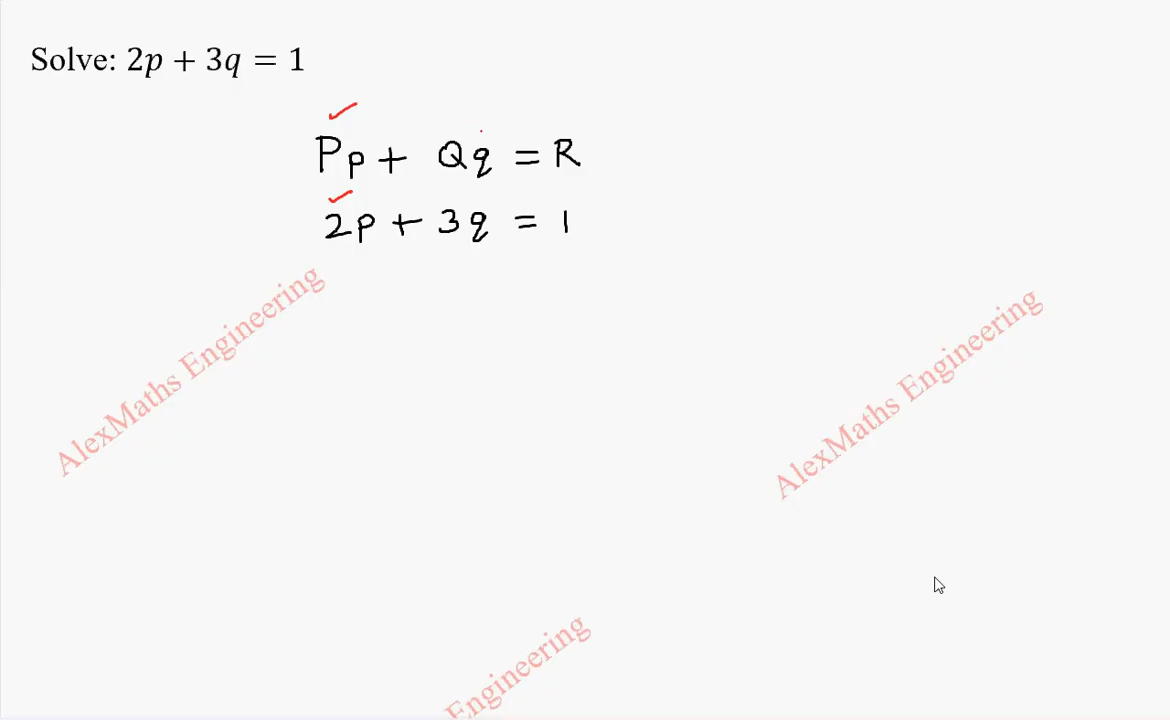 Solve: 2p + 3q = 1
Pp + Qq = R
2p + 3q = 1
AlexMaths Engineering
AlexMaths Engineering
Engineering